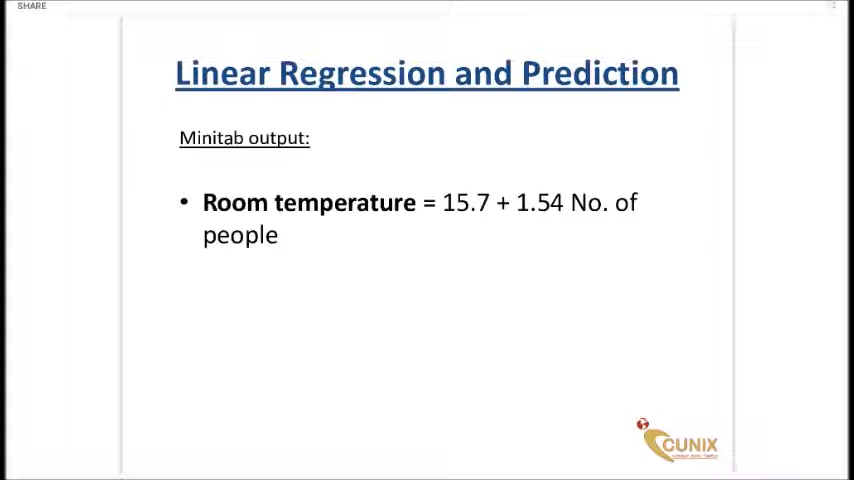 SHARE
Linear Regression and Prediction
Minitab output:
• Room temperature = 15.7 + 1.54 No. of
people
CUNIX